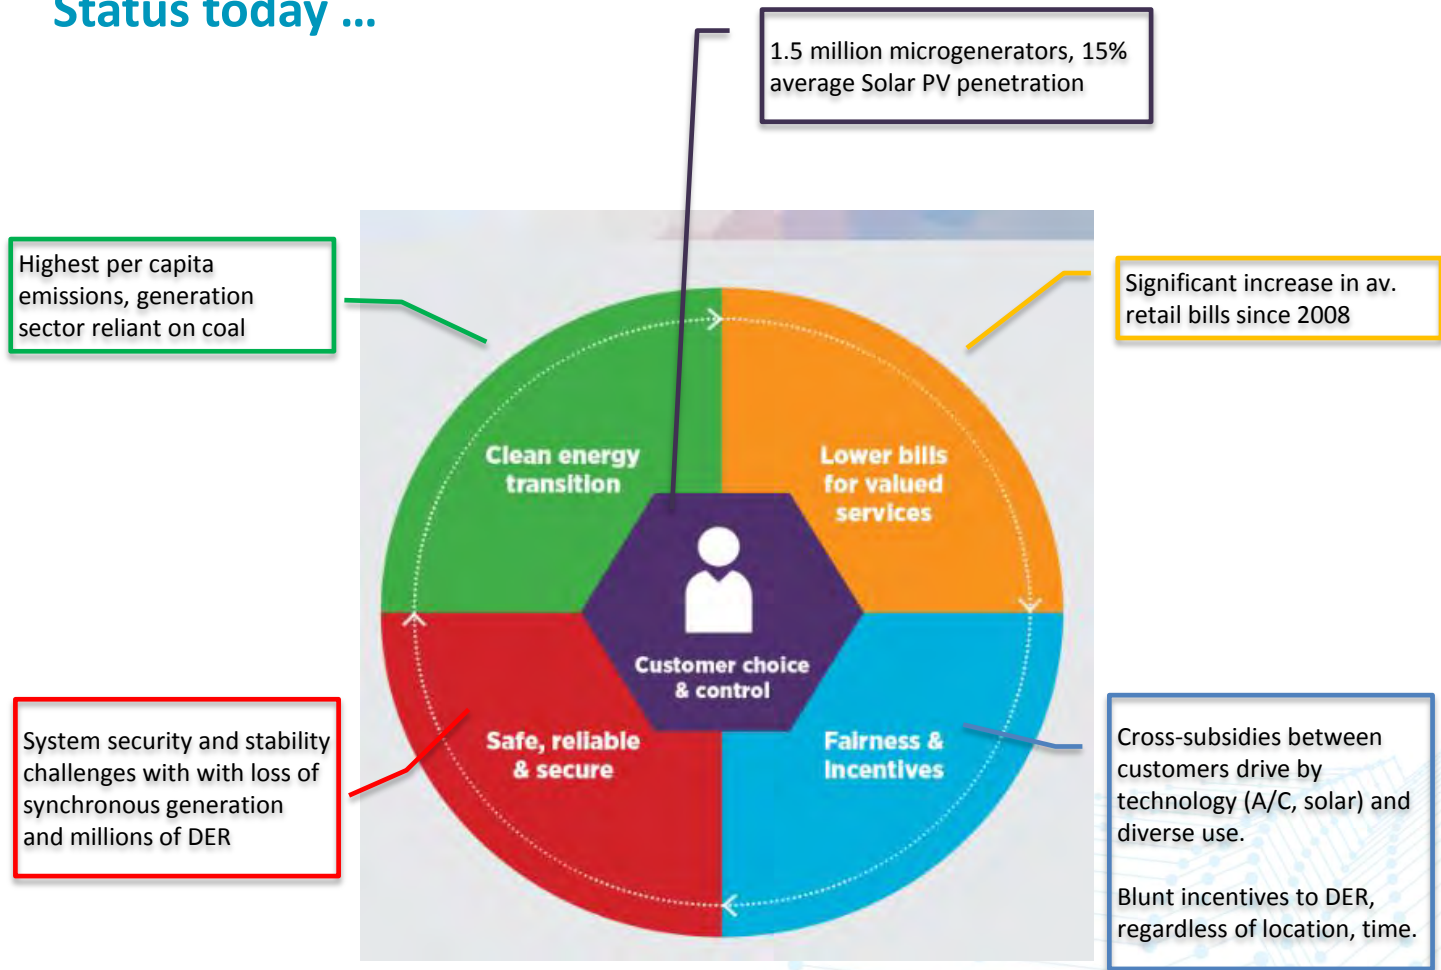 Status today ...
1.5 million microgenerators, 15%
average Solar PV penetration
Highest per capita
emissions, generation
sector reliant on coal
Significant increase in av.
retail bills since 2008
Clean energy
transition
Lower bills
for valued
services
Customer choice
& control
Safe, reliable
& secure
Fairness &
Incentives
System security and stability
challenges with with loss of
synchronous generation
and millions of DER
Cross-subsidies between
customers drive by
technology (A/C, solar) and
diverse use.
Blunt incentives to DER,
regardless of location, time.